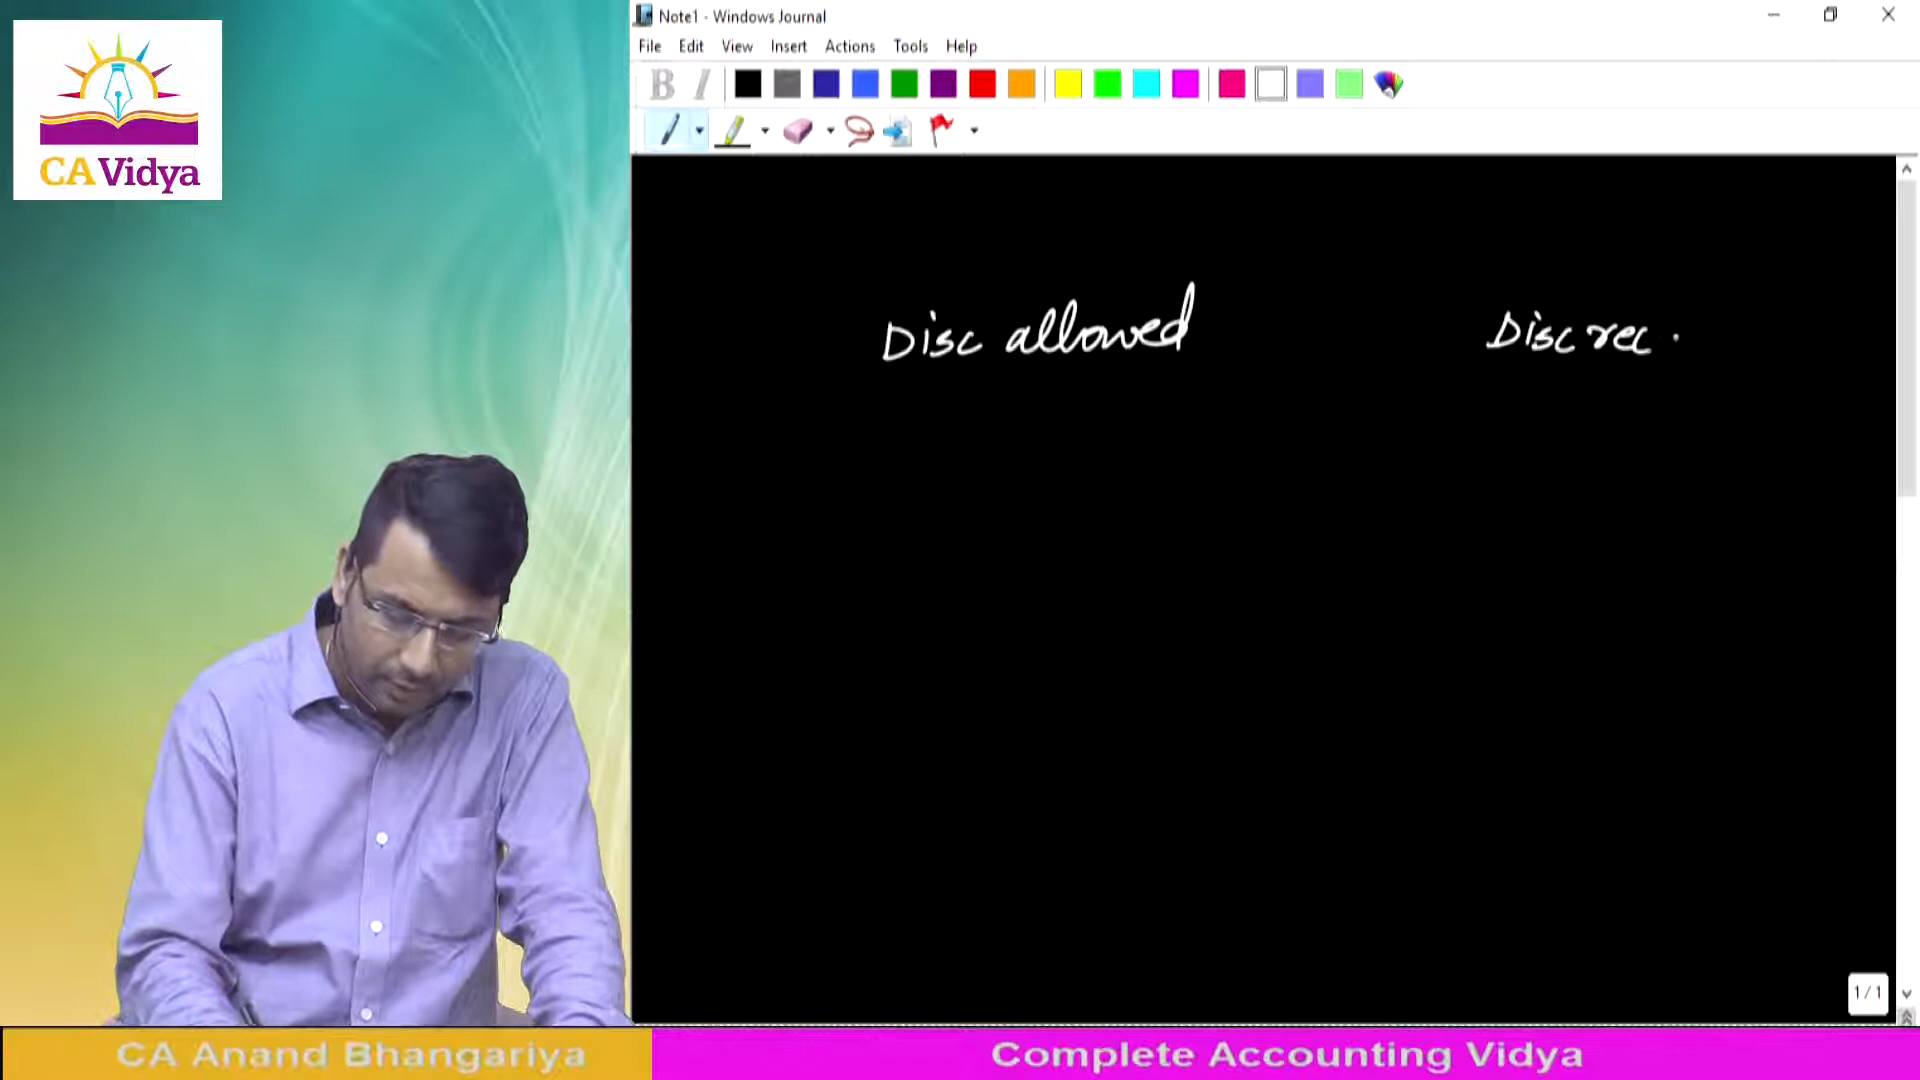 CA Vidya
Note1 - Windows Journal
File Edit View Insert Actions Tools Help
B I
Disc allowed
Disc rec.
1 / 1
CA Anand Bhangariya
Complete Accounting Vidya